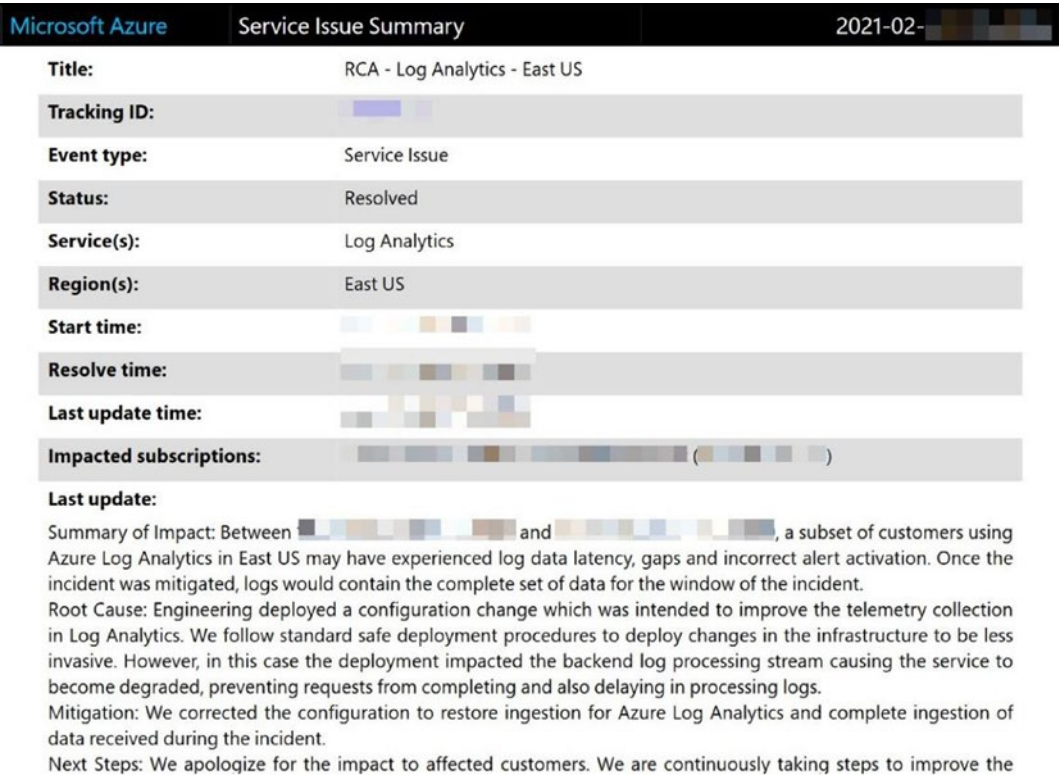 Microsoft Azure Service Issue Summary 2021-02-
Title: RCA - Log Analytics - East US
Tracking ID:
Event type: Service Issue
Status: Resolved
Service(s): Log Analytics
Region(s): East US
Start time:
Resolve time:
Last update time:
Impacted subscriptions: ( )
Last update:
Summary of Impact: Between and , a subset of customers using
Azure Log Analytics in East US may have experienced log data latency, gaps and incorrect alert activation. Once the
incident was mitigated, logs would contain the complete set of data for the window of the incident.
Root Cause: Engineering deployed a configuration change which was intended to improve the telemetry collection
in Log Analytics. We follow standard safe deployment procedures to deploy changes in the infrastructure to be less
invasive. However, in this case the deployment impacted the backend log processing stream causing the service to
become degraded, preventing requests from completing and also delaying in processing logs.
Mitigation: We corrected the configuration to restore ingestion for Azure Log Analytics and complete ingestion of
data received during the incident.
Next Steps: We apologize for the impact to affected customers. We are continuously taking steps to improve the